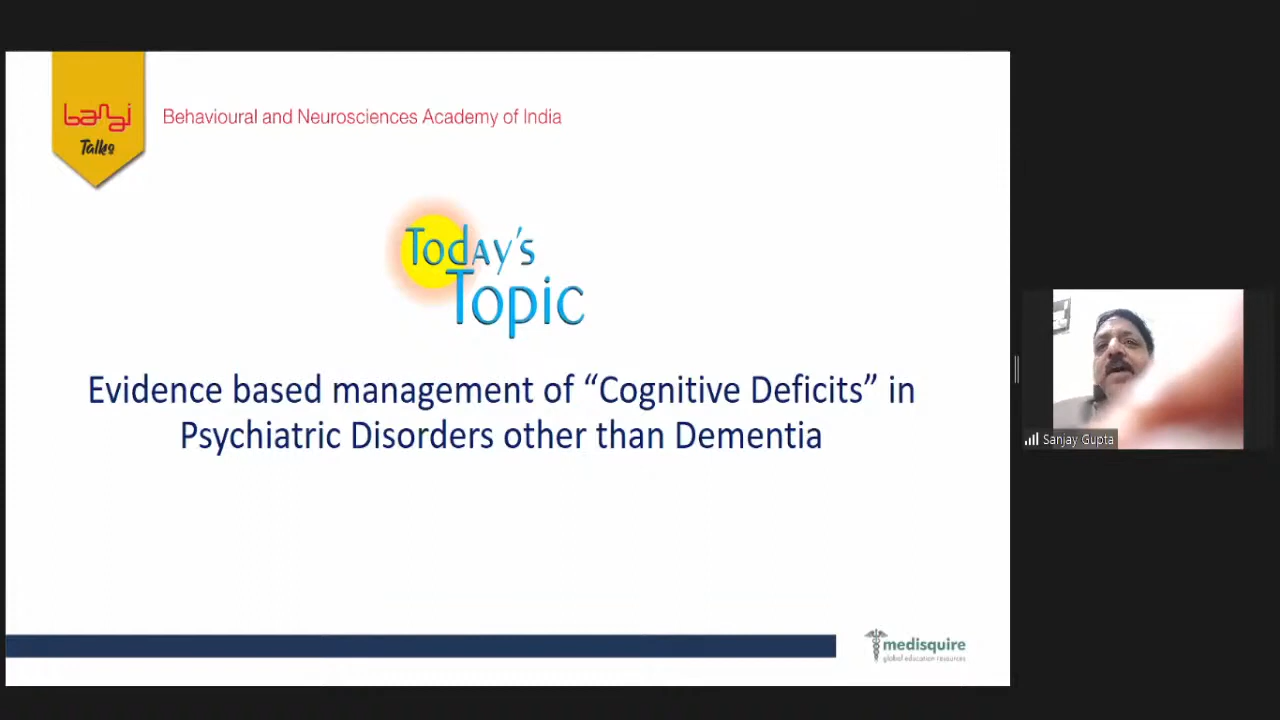 banai
Talks
Behavioural and Neurosciences Academy of India
Today's
Topic
Evidence based management of “Cognitive Deficits” in
Psychiatric Disorders other than Dementia
Sanjay Gupta
medisquire
global education resources